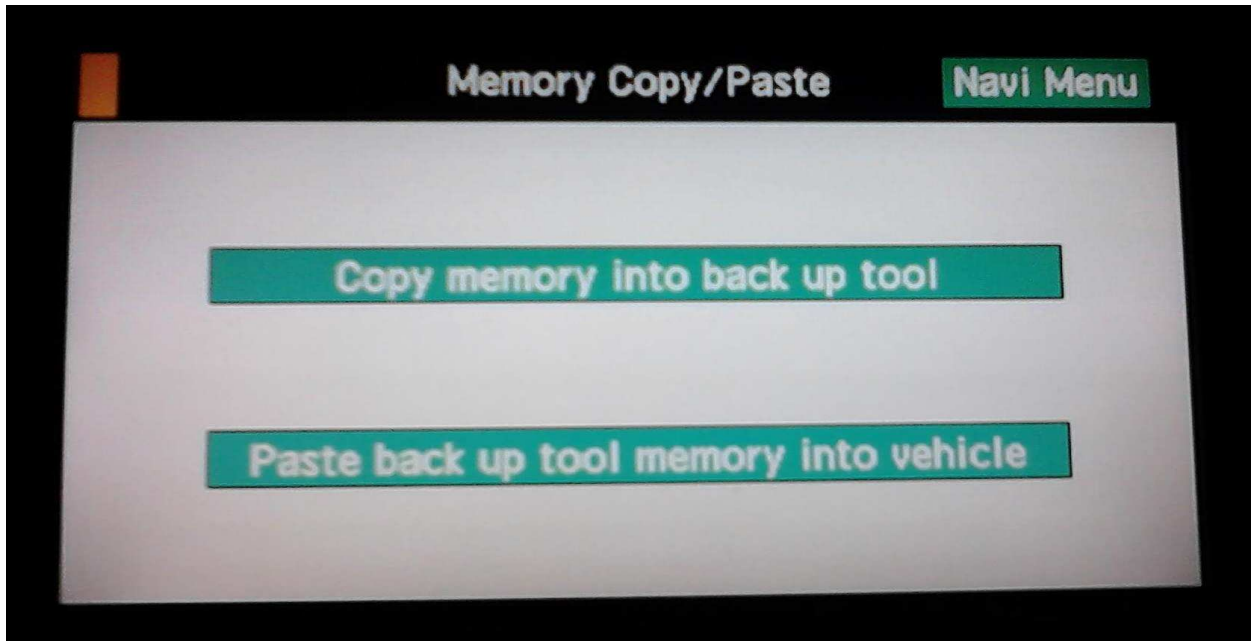 Memory Copy/Paste
Navi Menu
Copy memory into back up tool
Paste back up tool memory into vehicle